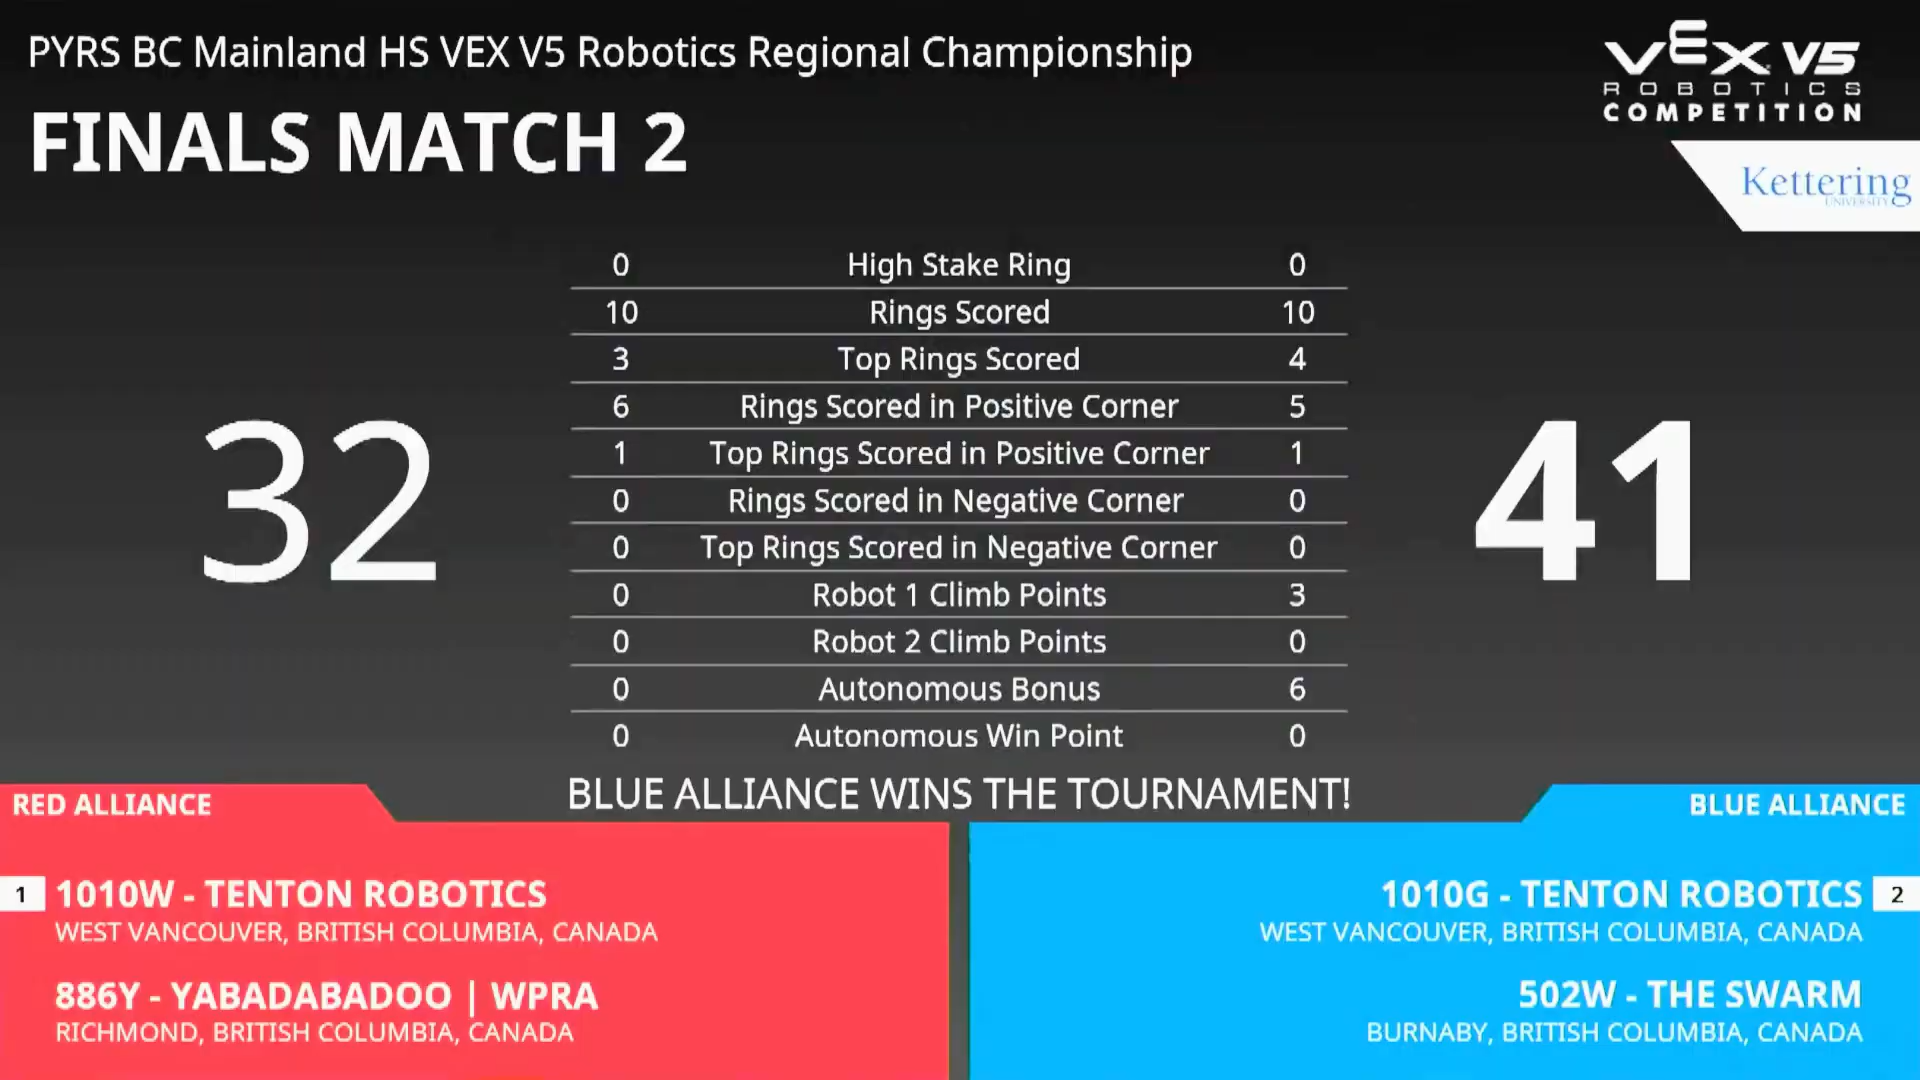 PYRS BC Mainland HS VEX V5 Robotics Regional Championship
FINALS MATCH 2
VEX V5
ROBOTICS
COMPETITION
Kettering
UNIVERSITY
0 High Stake Ring 0
10 Rings Scored 10
3 Top Rings Scored 4
6 Rings Scored in Positive Corner 5
1 Top Rings Scored in Positive Corner 1
0 Rings Scored in Negative Corner 0
0 Top Rings Scored in Negative Corner 0
0 Robot 1 Climb Points 3
0 Robot 2 Climb Points 0
0 Autonomous Bonus 6
0 Autonomous Win Point 0
32
41
BLUE ALLIANCE WINS THE TOURNAMENT!
RED ALLIANCE
1 1010W - TENTON ROBOTICS
WEST VANCOUVER, BRITISH COLUMBIA, CANADA
886Y - YABADABADOO | WPRA
RICHMOND, BRITISH COLUMBIA, CANADA
BLUE ALLIANCE
1010G - TENTON ROBOTICS 2
WEST VANCOUVER, BRITISH COLUMBIA, CANADA
502W - THE SWARM
BURNABY, BRITISH COLUMBIA, CANADA